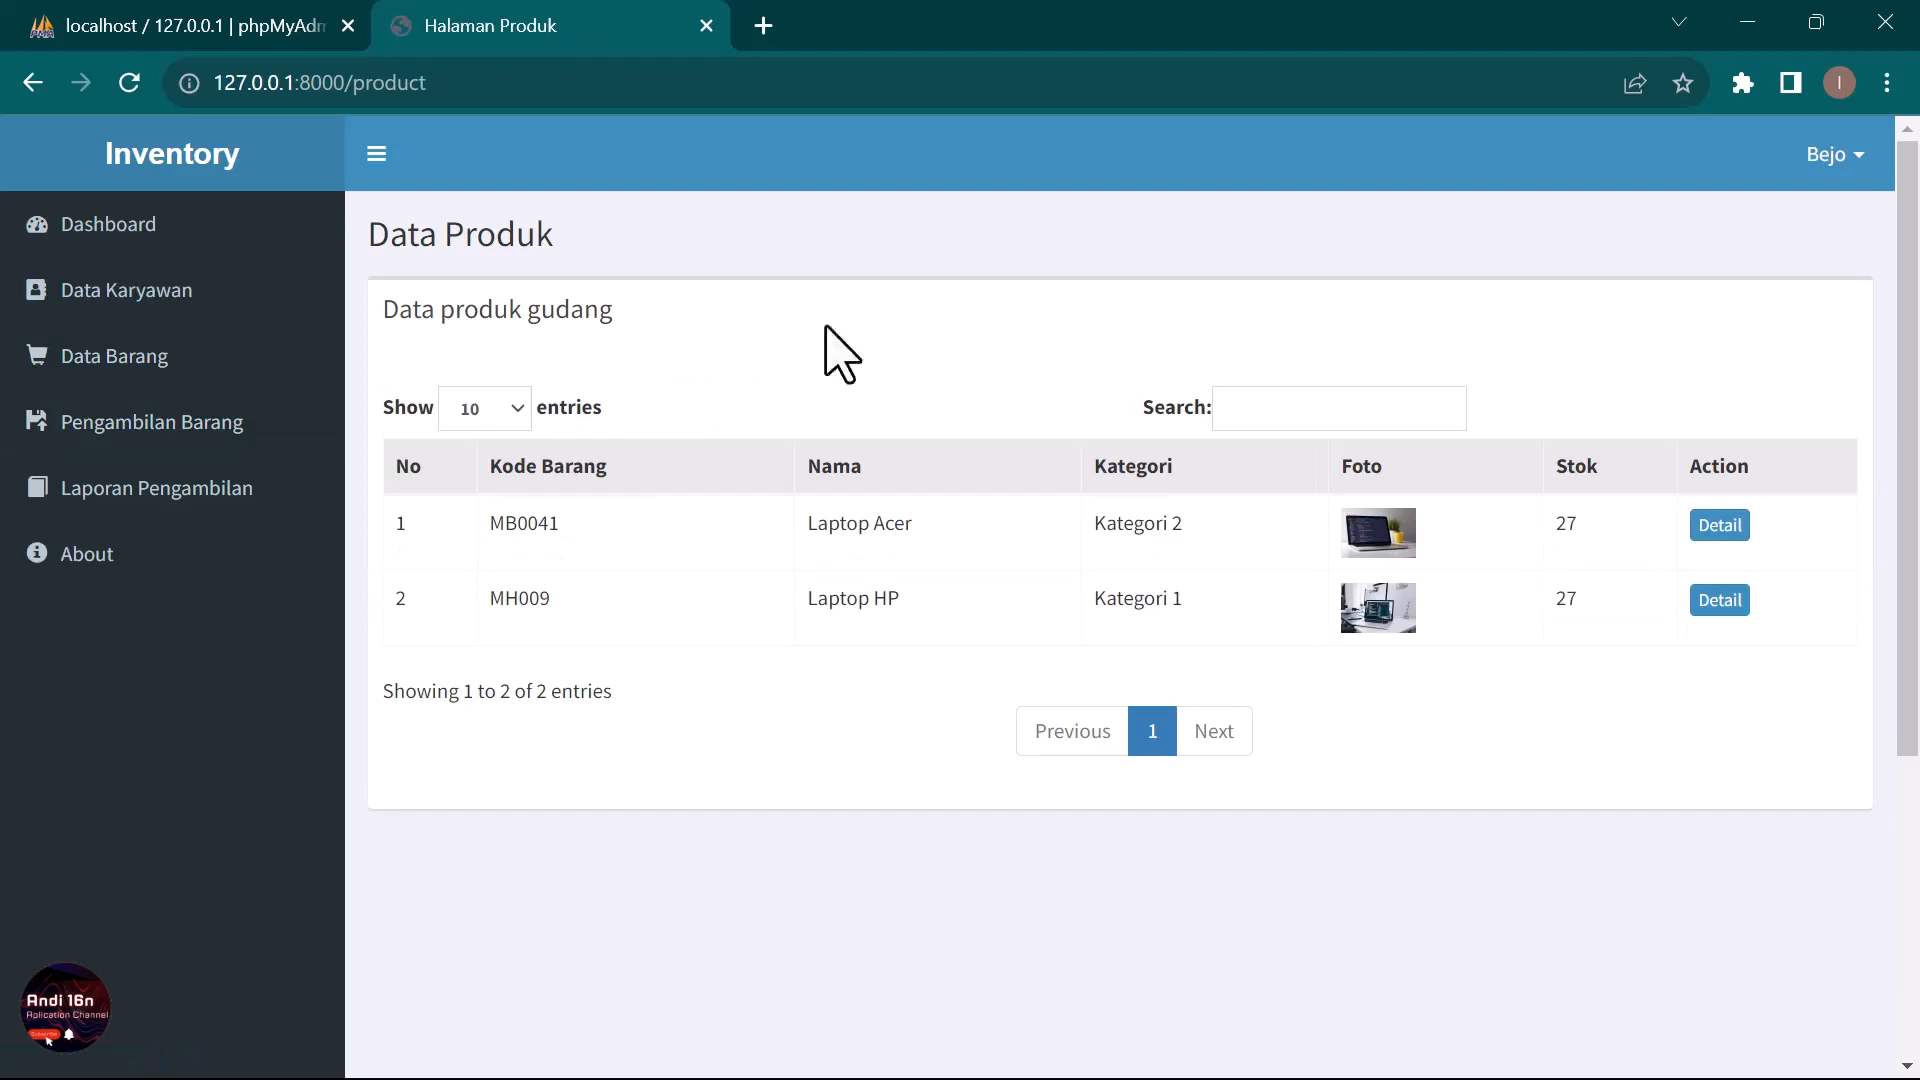 localhost / 127.0.0.1 | phpMyAdm
Halaman Produk
127.0.0.1:8000/product
I
Inventory
Bejo
Dashboard
Data Karyawan
Data Barang
Pengambilan Barang
Laporan Pengambilan
About
Data Produk
Data produk gudang
Show 10 entries
Search:
No Kode Barang Nama Kategori Foto Stok Action
1 MB0041 Laptop Acer Kategori 2 27 Detail
2 MH009 Laptop HP Kategori 1 27 Detail
Showing 1 to 2 of 2 entries
Previous 1 Next
Andi 16n
Aplication Channel